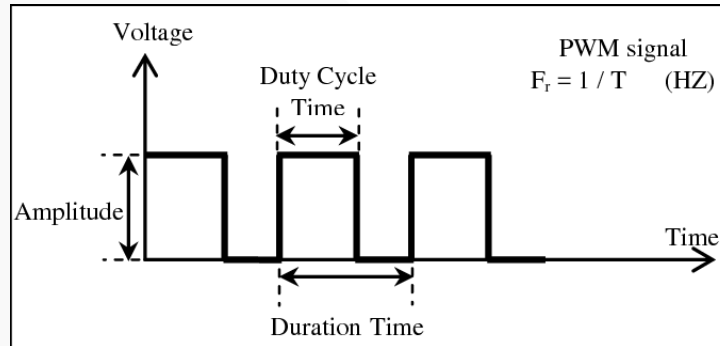 Voltage
PWM signal
Fr = 1 / T (HZ)
Duty Cycle
Time
Amplitude
Time
Duration Time